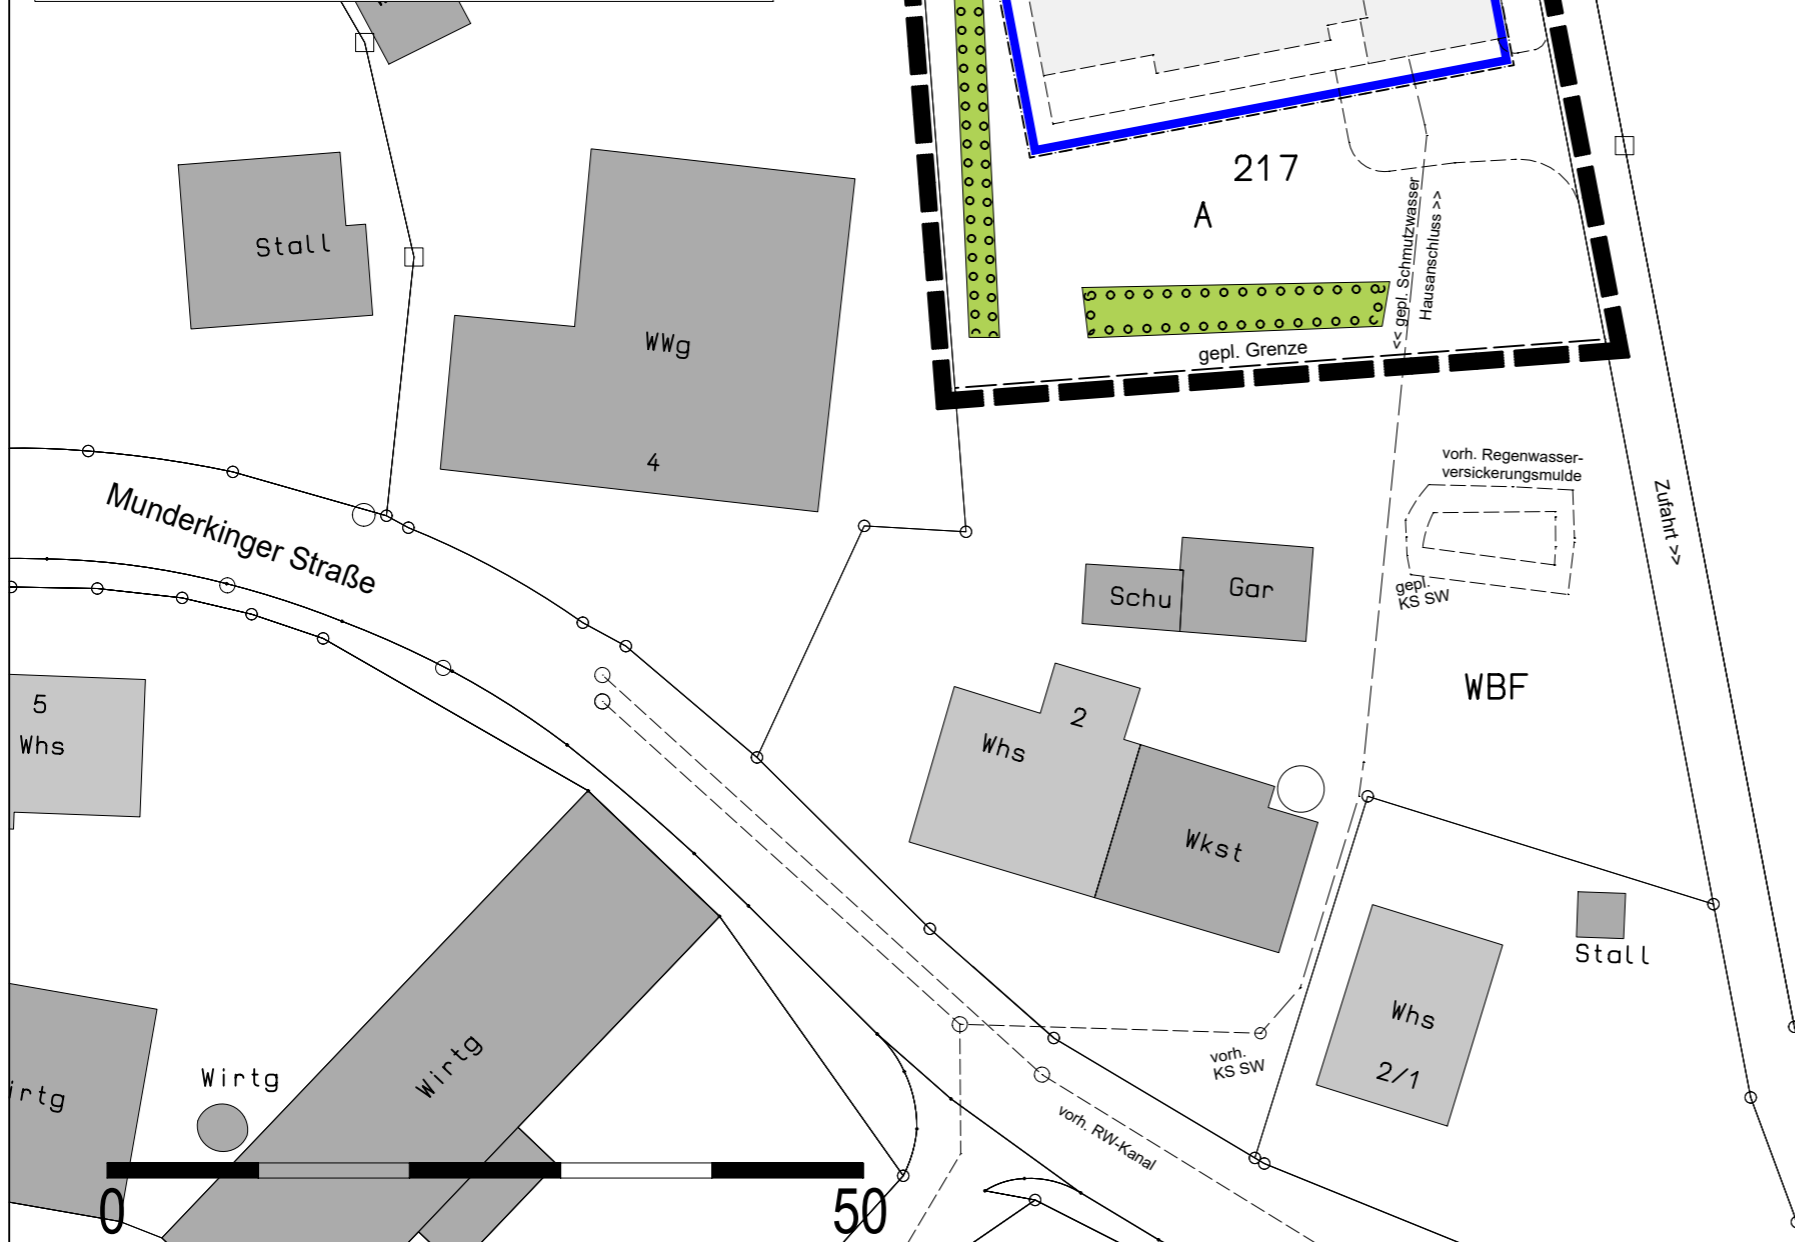 217
A
<< gepl. Schmutzwasser
Hausanschluss >>
Stall
WWg
4
gepl. Grenze
vorh. Regenwasser-
versickerungsmulde
Zufahrt >>
Munderkinger Straße
Schu
Gar
gepl.
KS SW
WBF
5
Whs
2
Whs
Wkst
Stall
Whs
2/1
vorh.
KS SW
vorh. RW-Kanal
Wirtg
Wirtg
irtg
0
50